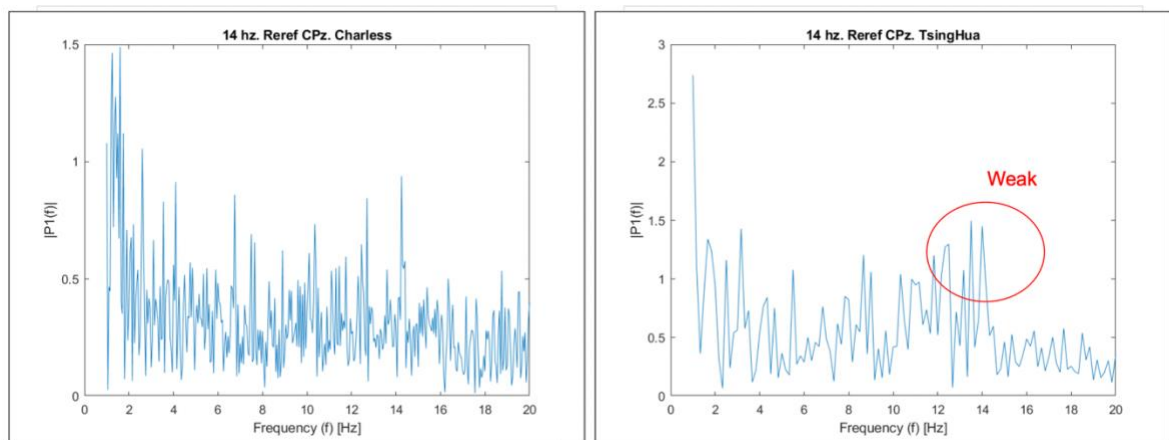 14 hz. Reref CPz. Charless
1.5
1
0.5
0
|P1(f)|
0 2 4 6 8 10 12 14 16 18 20
Frequency (f) [Hz]
14 hz. Reref CPz. TsingHua
3
2.5
2
1.5
1
0.5
0
|P1(f)|
Weak
0 2 4 6 8 10 12 14 16 18 20
Frequency (f) [Hz]